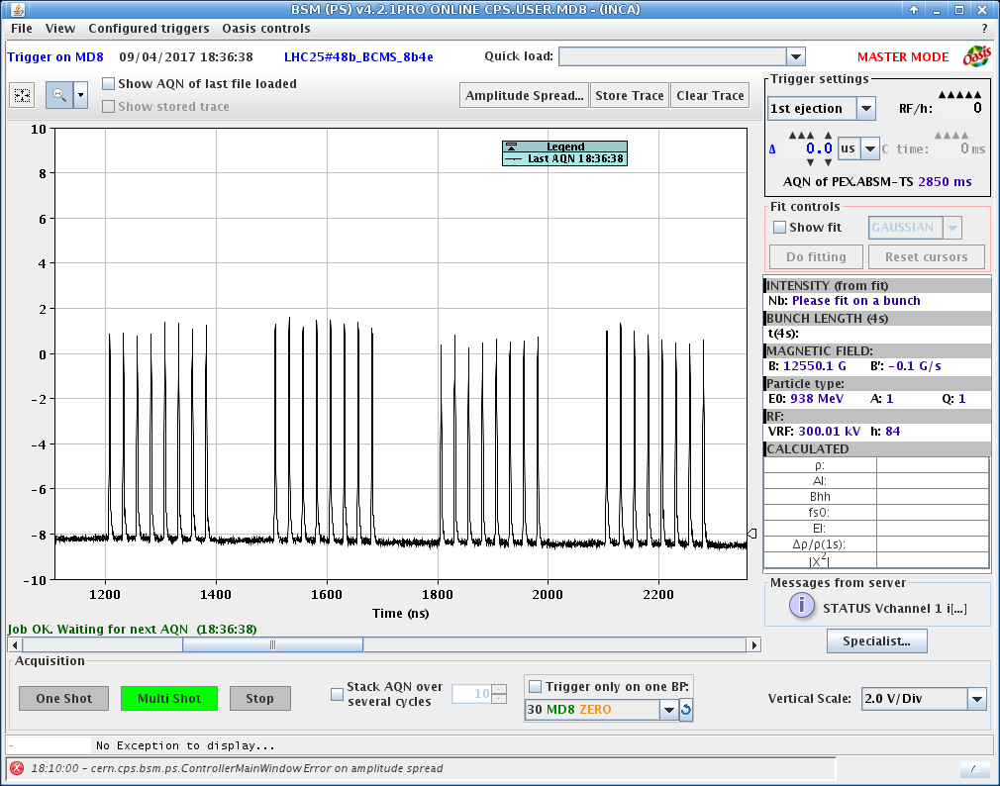 BSM (PS) v4.2.1PRO ONLINE CPS.USER.MD8 - (INCA)
File View Configured triggers Oasis controls ?
Trigger on MD8 09/04/2017 18:36:38 LHC25#48b_BCMS_8b4e Quick load: MASTER MODE Oasis
Show AQN of last file loaded
Show stored trace
Amplitude Spread... Store Trace Clear Trace
10
8
6
4
2
0
-2
-4
-6
-8
-10
Legend
Last AQN 18:36:38
1200 1400 1600 1800 2000 2200
Time (ns)
Trigger settings
1st ejection RF/h: 0
Δ 0.0 us C time: 0 ms
AQN of PEX.ABSM-TS 2850 ms
Fit controls
Show fit GAUSSIAN
Do fitting Reset cursors
INTENSITY (from fit)
Nb: Please fit on a bunch
BUNCH LENGTH (4s)
t(4s):
MAGNETIC FIELD:
B: 12550.1 G B': -0.1 G/s
Particle type:
E0: 938 MeV A: 1 Q: 1
RF:
VRF: 300.01 kV h: 84
CALCULATED
ρ:
Al:
Bhh
fs0:
El:
Δρ/ρ(1s):
|X²|
Messages from server
STATUS Vchannel 1 i[...]
Specialist...
Job OK. Waiting for next AQN (18:36:38)
Acquisition
One Shot Multi Shot Stop
Stack AQN over
several cycles
10
Trigger only on one BP:
30 MD8 ZERO
Vertical Scale: 2.0 V/Div
- No Exception to display...
18:10:00 - cern.cps.bsm.ps.ControllerMainWindow Error on amplitude spread